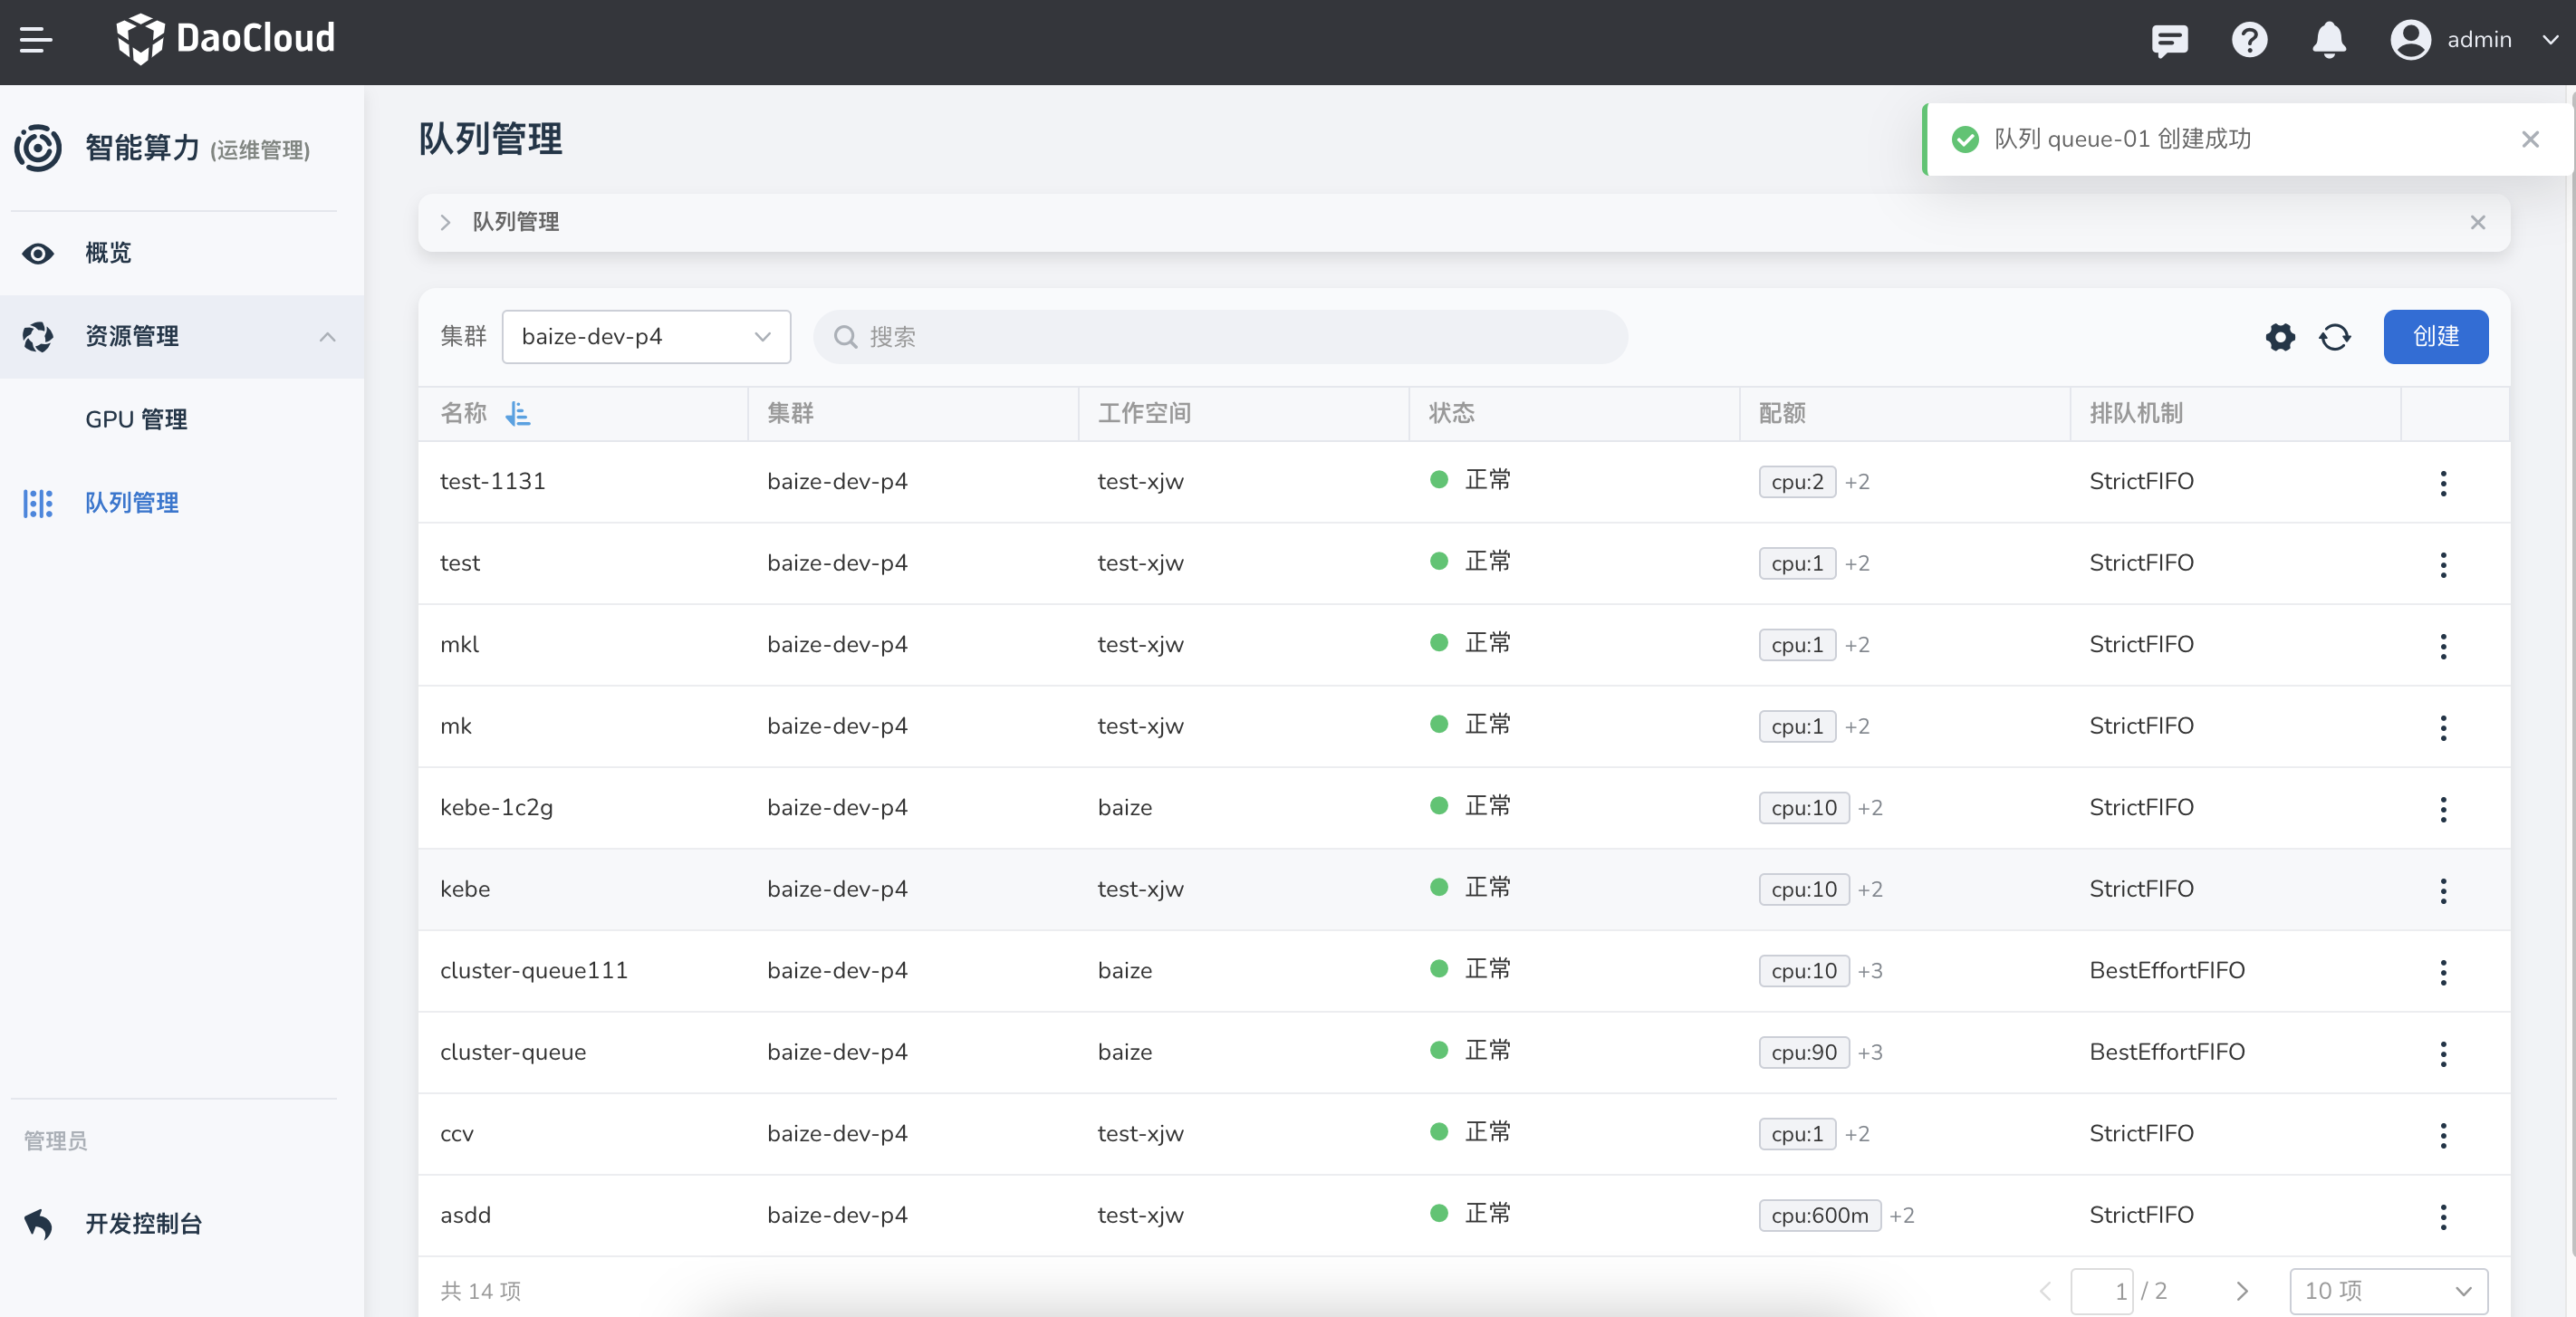 DaoCloud
admin
智能算力 (运维管理)
概览
资源管理
GPU 管理
队列管理
管理员
开发控制台
队列管理
队列 queue-01 创建成功
队列管理
集群 baize-dev-p4 搜索 创建
名称 集群 工作空间 状态 配额 排队机制
test-1131 baize-dev-p4 test-xjw 正常 cpu:2 +2 StrictFIFO
test baize-dev-p4 test-xjw 正常 cpu:1 +2 StrictFIFO
mkl baize-dev-p4 test-xjw 正常 cpu:1 +2 StrictFIFO
mk baize-dev-p4 test-xjw 正常 cpu:1 +2 StrictFIFO
kebe-1c2g baize-dev-p4 baize 正常 cpu:10 +2 StrictFIFO
kebe baize-dev-p4 test-xjw 正常 cpu:10 +2 StrictFIFO
cluster-queue111 baize-dev-p4 baize 正常 cpu:10 +3 BestEffortFIFO
cluster-queue baize-dev-p4 baize 正常 cpu:90 +3 BestEffortFIFO
ccv baize-dev-p4 test-xjw 正常 cpu:1 +2 StrictFIFO
asdd baize-dev-p4 test-xjw 正常 cpu:600m +2 StrictFIFO
共 14 项 1 / 2 10 项